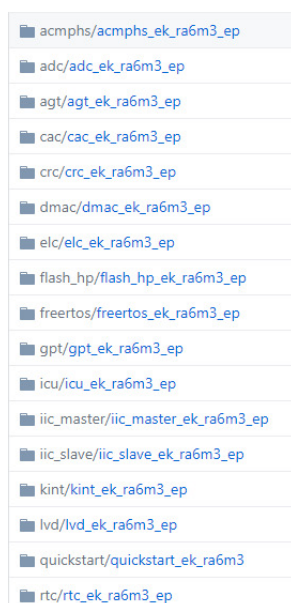 acmphs/acmphs_ek_ra6m3_ep
adc/adc_ek_ra6m3_ep
agt/agt_ek_ra6m3_ep
cac/cac_ek_ra6m3_ep
crc/crc_ek_ra6m3_ep
dmac/dmac_ek_ra6m3_ep
elc/elc_ek_ra6m3_ep
flash_hp/flash_hp_ek_ra6m3_ep
freertos/freertos_ek_ra6m3_ep
gpt/gpt_ek_ra6m3_ep
icu/icu_ek_ra6m3_ep
iic_master/iic_master_ek_ra6m3_ep
iic_slave/iic_slave_ek_ra6m3_ep
kint/kint_ek_ra6m3_ep
lvd/lvd_ek_ra6m3_ep
quickstart/quickstart_ek_ra6m3
rtc/rtc_ek_ra6m3_ep